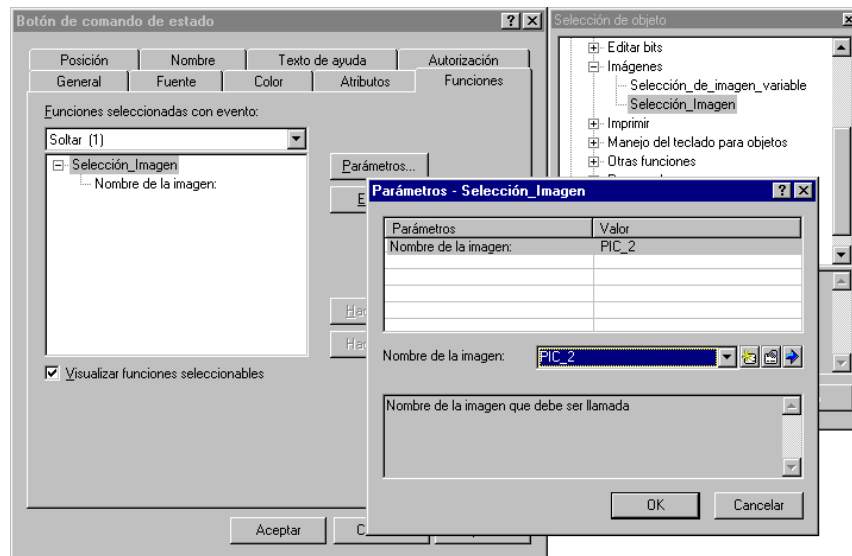 Botón de comando de estado
Posición
Nombre
Texto de ayuda
Autorización
General
Fuente
Color
Atributos
Funciones
Funciones seleccionadas con evento:
Soltar (1)
Selección_Imagen
Nombre de la imagen:
Parámetros...
E
Ha
Ha
Visualizar funciones seleccionables
Aceptar
C
Selección de objeto
Editar bits
Imágenes
Selección_de_imagen_variable
Selección_Imagen
Imprimir
Manejo del teclado para objetos
Otras funciones
Parámetros - Selección_Imagen
Parámetros
Valor
Nombre de la imagen:
PIC_2
Nombre de la imagen:
PIC_2
Nombre de la imagen que debe ser llamada
OK
Cancelar